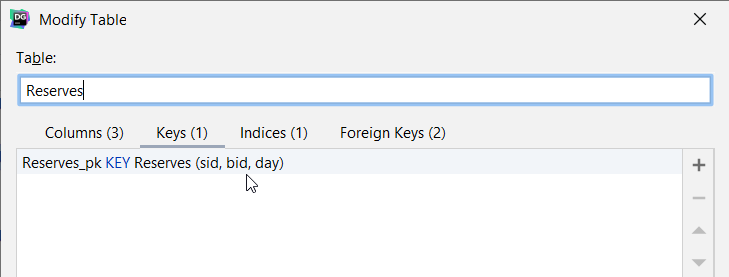 DG Modify Table
Table:
Reserves
Columns (3) Keys (1) Indices (1) Foreign Keys (2)
Reserves_pk KEY Reserves (sid, bid, day)